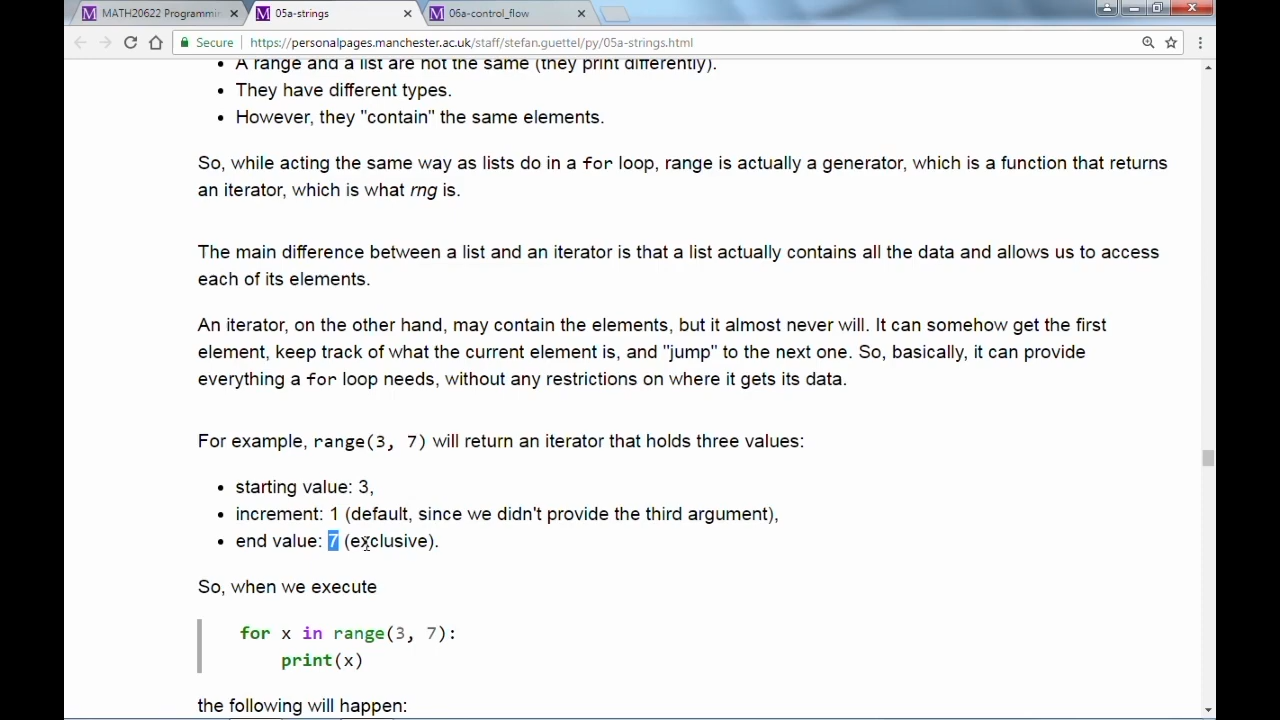 MATH20622 Programmin
05a-strings
06a-control_flow
Secure
https://personalpages.manchester.ac.uk/staff/stefan.guettel/py/05a-strings.html
• A range and a list are not the same (they print differently).
• They have different types.
• However, they "contain" the same elements.
So, while acting the same way as lists do in a for loop, range is actually a generator, which is a function that returns
an iterator, which is what rng is.
The main difference between a list and an iterator is that a list actually contains all the data and allows us to access
each of its elements.
An iterator, on the other hand, may contain the elements, but it almost never will. It can somehow get the first
element, keep track of what the current element is, and "jump" to the next one. So, basically, it can provide
everything a for loop needs, without any restrictions on where it gets its data.
For example, range(3, 7) will return an iterator that holds three values:
• starting value: 3,
• increment: 1 (default, since we didn't provide the third argument),
• end value: 7 (exclusive).
So, when we execute
for x in range(3, 7):
print(x)
the following will happen: